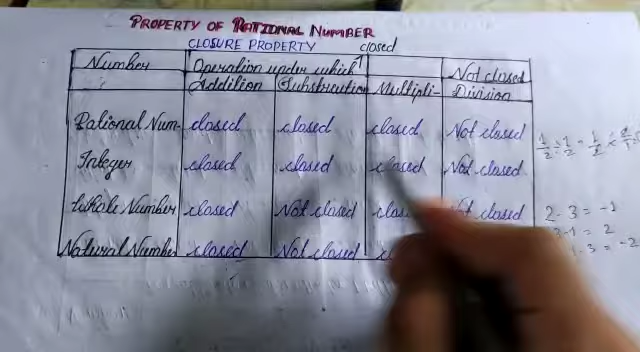 PROPERTY OF RATIONAL NUMBER
CLOSURE PROPERTY closed
Number Operation under which Not closed
Addition Substraction Multipli- Division
Rational Num- closed closed closed Not closed
Integer closed closed closed Not closed
Whole Number closed Not closed closed Not closed
Natural Number closed Not closed
2-3=-1